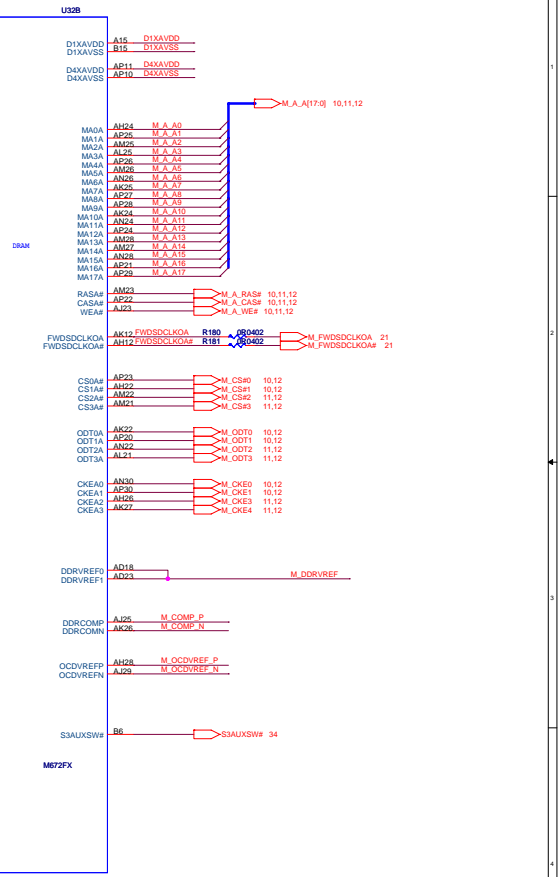 U32B
D1XAVDD A15 D1XAVDD
D1XAVSS B15 D1XAVSS
1
D4XAVDD AP11 D4XAVDD
D4XAVSS AP10 D4XAVSS
M_A_A[17:0] 10,11,12
MA0A AH24 M_A_A0
MA1A AP25 M_A_A1
MA2A AM25 M_A_A2
MA3A AL25 M_A_A3
MA4A AP26 M_A_A4
MA5A AM26 M_A_A5
MA6A AN26 M_A_A6
MA7A AK25 M_A_A7
MA8A AP27 M_A_A8
MA9A AP28 M_A_A9
MA10A AK24 M_A_A10
MA11A AN24 M_A_A11
MA12A AP24 M_A_A12
MA13A AM28 M_A_A13
DRAM
MA14A AM27 M_A_A14
MA15A AN28 M_A_A15
MA16A AP21 M_A_A16
MA17A AP29 M_A_A17
RASA# AM23 M_A_RAS# 10,11,12
CASA# AP22 M_A_CAS# 10,11,12
WEA# AJ23 M_A_WE# 10,11,12
2
FWDSDCLKOA AK12 FWDSDCLKOA R180 0R0402 M_FWDSDCLKOA 21
FWDSDCLKOA# AH12 FWDSDCLKOA# R181 0R0402 M_FWDSDCLKOA# 21
CS0A# AP23 M_CS#0 10,12
CS1A# AH22 M_CS#1 10,12
CS2A# AM22 M_CS#2 11,12
CS3A# AM21 M_CS#3 11,12
ODT0A AK22 M_ODT0 10,12
ODT1A AP20 M_ODT1 10,12
ODT2A AN22 M_ODT2 11,12
ODT3A AL21 M_ODT3 11,12
CKEA0 AN30 M_CKE0 10,12
CKEA1 AP30 M_CKE1 10,12
CKEA2 AH26 M_CKE3 11,12
CKEA3 AK27 M_CKE4 11,12
DDRVREF0 AD18
DDRVREF1 AD23 M_DDRVREF
3
DDRCOMP AJ25 M_COMP_P
DDRCOMN AK26 M_COMP_N
OCDVREFP AH28 M_OCDVREF_P
OCDVREFN AJ29 M_OCDVREF_N
S3AUXSW# B6 S3AUXSW# 34
M672FX
4